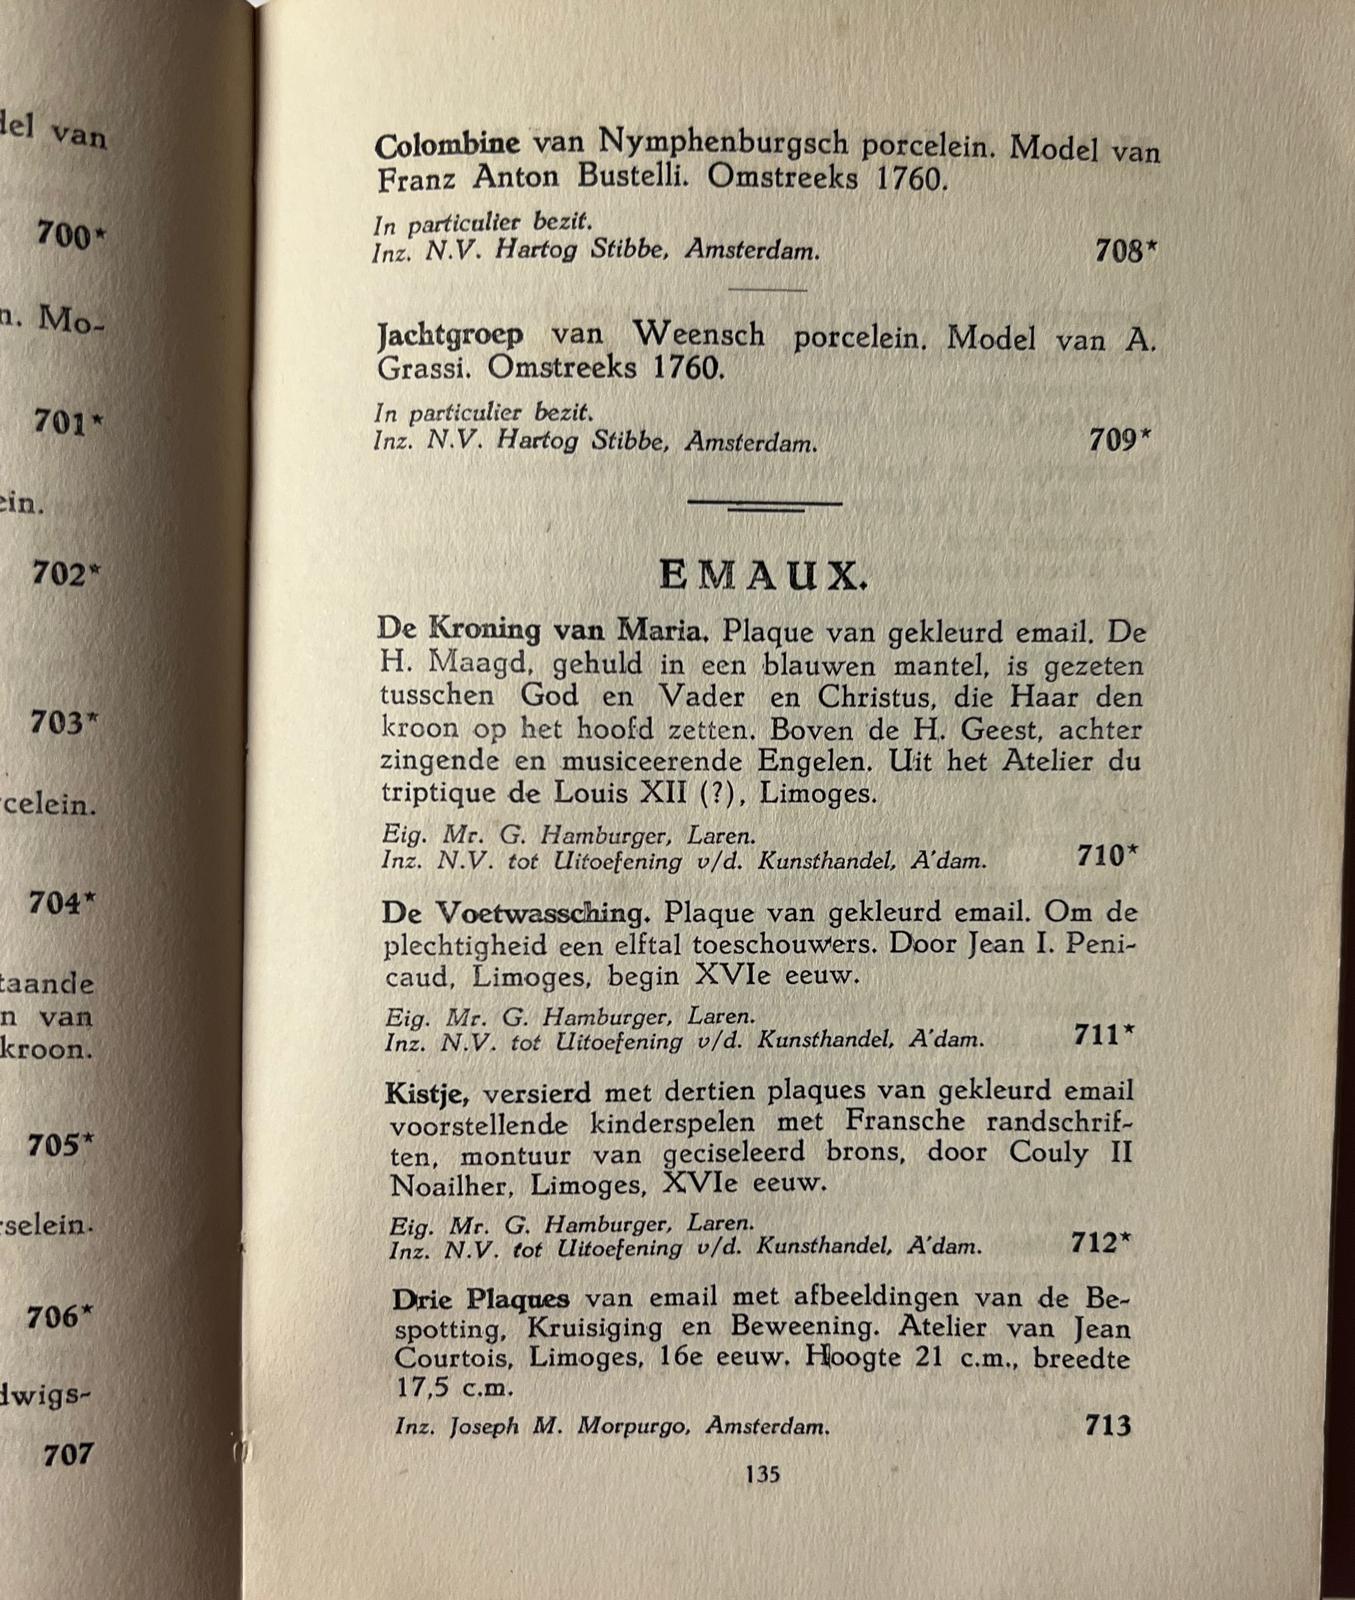 del van
700*
n. Mo-
701*
ein.
702*
703*
rcelein.
704*
taande
n van
kroon.
705*
rselein.
706*
dwigs-
707
Colombine van Nymphenburgsch porcelein. Model van
Franz Anton Bustelli. Omstreeks 1760.
In particulier bezit.
Inz. N.V. Hartog Stibbe, Amsterdam. 708*
Jachtgroep van Weensch porcelein. Model van A.
Grassi. Omstreeks 1760.
In particulier bezit.
Inz. N.V. Hartog Stibbe, Amsterdam. 709*
EMAUX.
De Kroning van Maria. Plaque van gekleurd email. De
H. Maagd, gehuld in een blauwen mantel, is gezeten
tusschen God en Vader en Christus, die Haar den
kroon op het hoofd zetten. Boven de H. Geest, achter
zingende en musiceerende Engelen. Uit het Atelier du
triptique de Louis XII (?), Limoges.
Eig. Mr. G. Hamburger, Laren.
Inz. N.V. tot Uitoefening v/d. Kunsthandel, A'dam. 710*
De Voetwassching. Plaque van gekleurd email. Om de
plechtigheid een elftal toeschouwers. Door Jean I. Peni-
caud, Limoges, begin XVIe eeuw.
Eig. Mr. G. Hamburger, Laren.
Inz. N.V. tot Uitoefening v/d. Kunsthandel, A'dam. 711*
Kistje, versierd met dertien plaques van gekleurd email
voorstellende kinderspelen met Fransche randschrif-
ten, montuur van geciseleerd brons, door Couly II
Noailher, Limoges, XVIe eeuw.
Eig. Mr. G. Hamburger, Laren.
Inz. N.V. tot Uitoefening v/d. Kunsthandel, A'dam. 712*
Drie Plaques van email met afbeeldingen van de Be-
spotting, Kruisiging en Beweening. Atelier van Jean
Courtois, Limoges, 16e eeuw. Hoogte 21 c.m., breedte
17,5 c.m.
Inz. Joseph M. Morpurgo, Amsterdam. 713
135